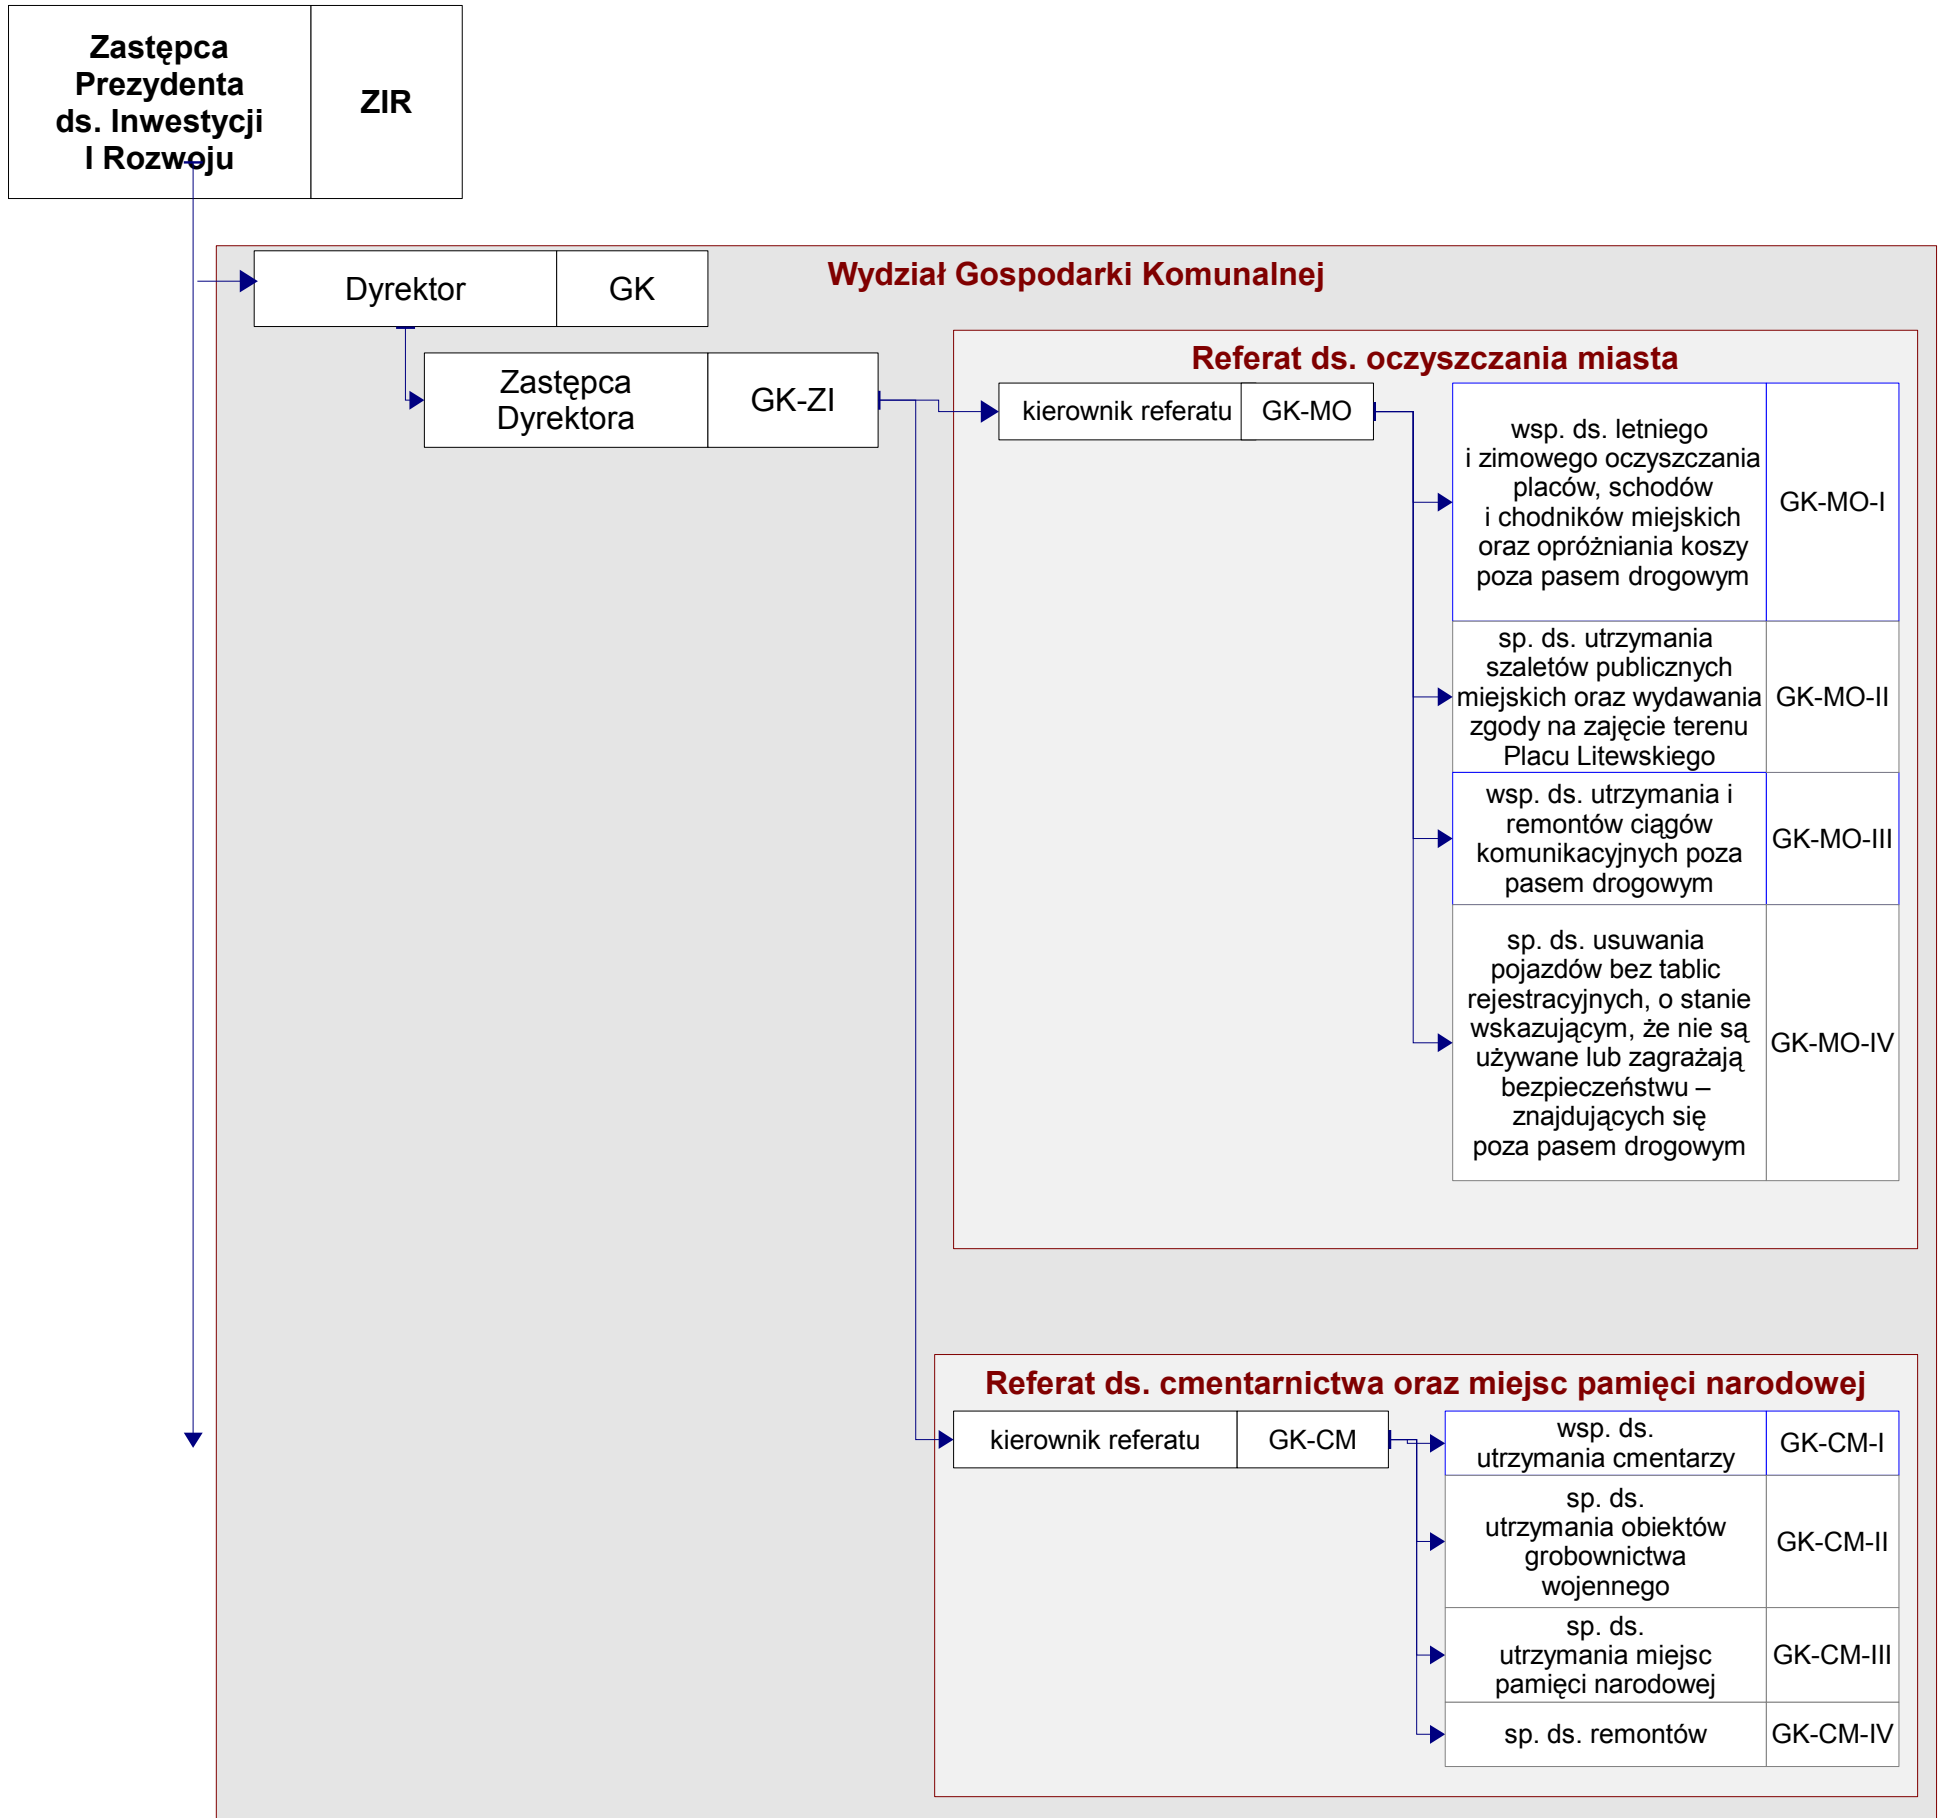 Zastępca
Prezydenta
ds. Inwestycji
I Rozwoju
ZIR
Wydział Gospodarki Komunalnej
Dyrektor
GK
Zastępca
Dyrektora
GK-ZI
Referat ds. oczyszczania miasta
kierownik referatu
GK-MO
wsp. ds. letniego
i zimowego oczyszczania
placów, schodów
i chodników miejskich
oraz opróżniania koszy
poza pasem drogowym
GK-MO-I
sp. ds. utrzymania
szaletów publicznych
miejskich oraz wydawania
zgody na zajęcie terenu
Placu Litewskiego
GK-MO-II
wsp. ds. utrzymania i
remontów ciągów
komunikacyjnych poza
pasem drogowym
GK-MO-III
sp. ds. usuwania
pojazdów bez tablic
rejestracyjnych, o stanie
wskazującym, że nie są
używane lub zagrażają
bezpieczeństwu –
znajdujących się
poza pasem drogowym
GK-MO-IV
Referat ds. cmentarnictwa oraz miejsc pamięci narodowej
kierownik referatu
GK-CM
wsp. ds.
utrzymania cmentarzy
GK-CM-I
sp. ds.
utrzymania obiektów
grobownictwa
wojennego
GK-CM-II
sp. ds.
utrzymania miejsc
pamięci narodowej
GK-CM-III
sp. ds. remontów
GK-CM-IV